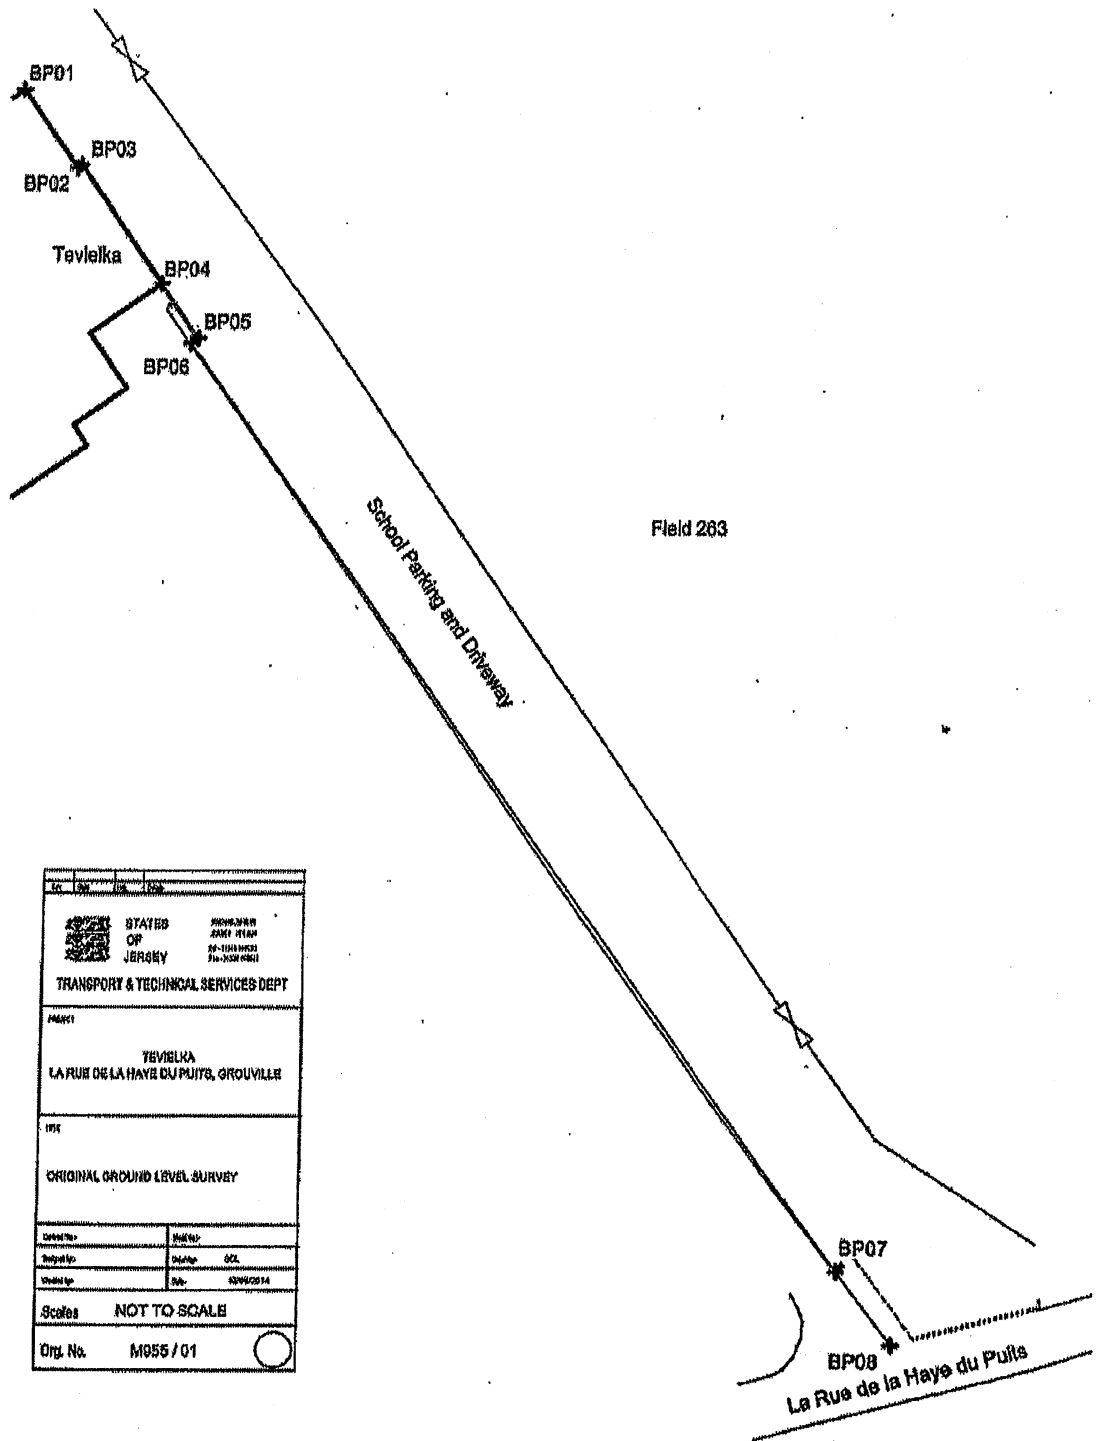 BP01
BP03
BP02
Tevielka
BP04
BP05
BP06
School Parking and Driveway
Field 263
STATES
OF
JERSEY
TRANSPORT & TECHNICAL SERVICES DEPT
TEVIELKA
LA RUE DE LA HAYE DU PUITS, GROUVILLE
ORIGINAL GROUND LEVEL SURVEY
Scales NOT TO SCALE
Drg. No. M955 / 01
BP07
BP08
La Rue de la Haye du Puits